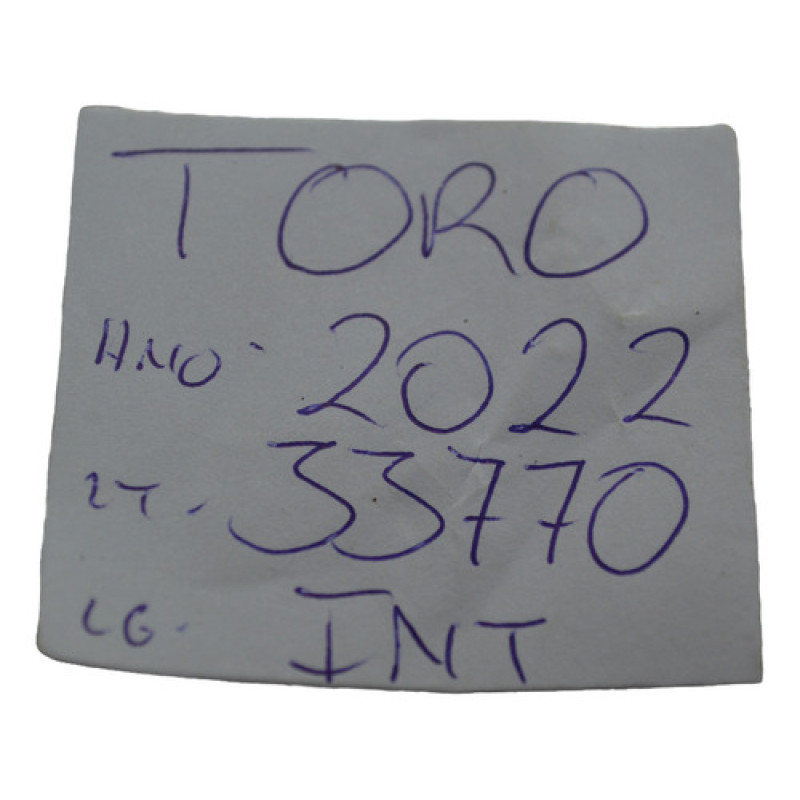 TORO
ANO- 2022
LT- 33770
LG- INT